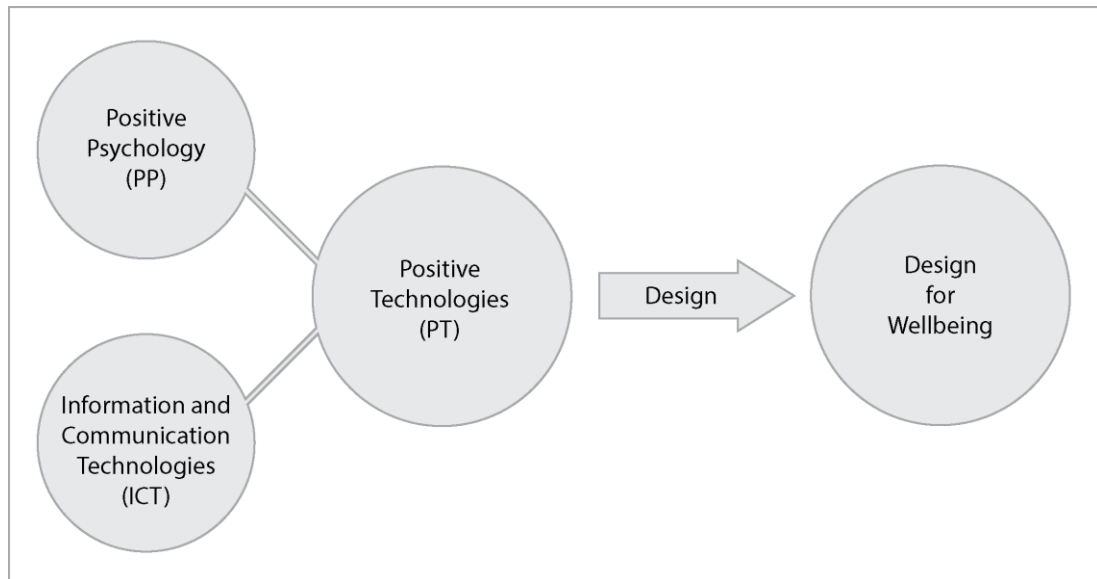 Positive
Psychology
(PP)
Information and
Communication
Technologies
(ICT)
Positive
Technologies
(PT)
Design
Design
for
Wellbeing